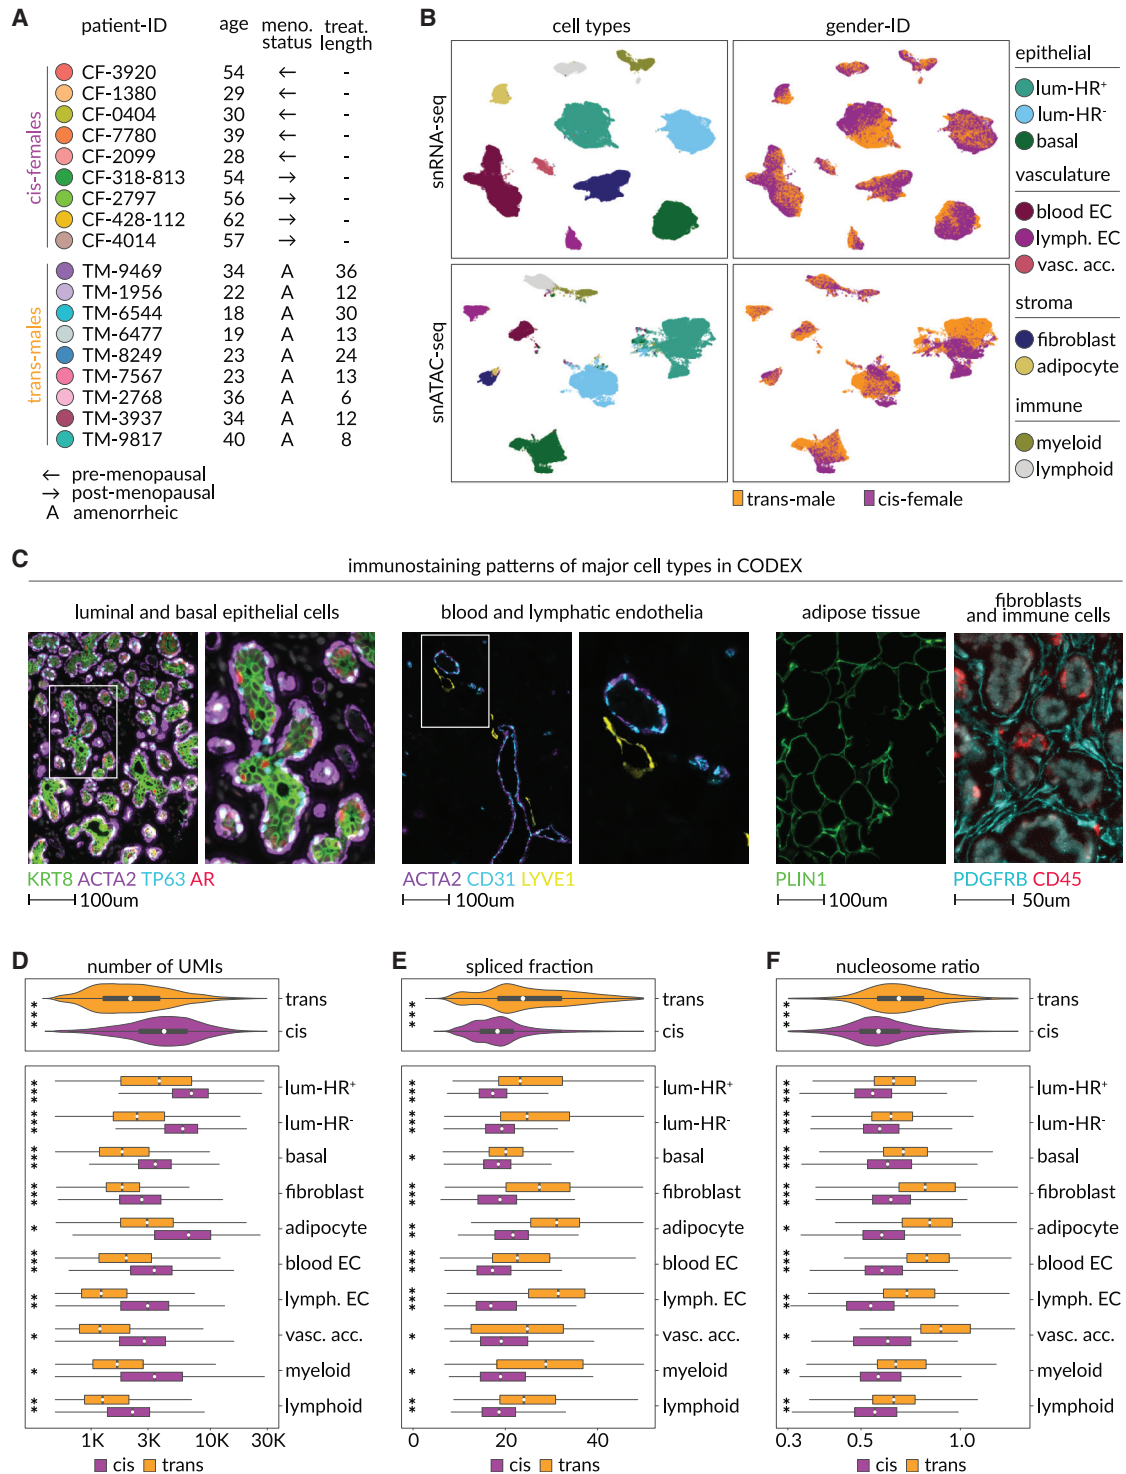 A
patient-ID age meno. status treat. length
cis-females
CF-3920 54 ← -
CF-1380 29 ← -
CF-0404 30 ← -
CF-7780 39 ← -
CF-2099 28 ← -
CF-318-813 54 → -
CF-2797 56 → -
CF-428-112 62 → -
CF-4014 57 → -
trans-males
TM-9469 34 A 36
TM-1956 22 A 12
TM-6544 18 A 30
TM-6477 19 A 13
TM-8249 23 A 24
TM-7567 23 A 13
TM-2768 36 A 6
TM-3937 34 A 12
TM-9817 40 A 8
← pre-menopausal
→ post-menopausal
A amenorrheic
B
cell types gender-ID
snRNA-seq
snATAC-seq
epithelial
lum-HR⁺
lum-HR⁻
basal
vasculature
blood EC
lymph. EC
vasc. acc.
stroma
fibroblast
adipocyte
immune
myeloid
lymphoid
trans-male cis-female
C
immunostaining patterns of major cell types in CODEX
luminal and basal epithelial cells
blood and lymphatic endothelia
adipose tissue
fibroblasts
and immune cells
KRT8 ACTA2 TP63 AR
100um
ACTA2 CD31 LYVE1
100um
PLIN1
100um
PDGFRB CD45
50um
D
number of UMIs
*** trans
cis
*** lum-HR⁺
*** lum-HR⁻
*** basal
*** fibroblast
* adipocyte
*** blood EC
** lymph. EC
* vasc. acc.
* myeloid
** lymphoid
1K 3K 10K 30K
cis trans
E
spliced fraction
*** trans
cis
*** lum-HR⁺
*** lum-HR⁻
* basal
*** fibroblast
** adipocyte
*** blood EC
*** lymph. EC
* vasc. acc.
* myeloid
** lymphoid
0 20 40
cis trans
F
nucleosome ratio
*** trans
cis
*** lum-HR⁺
*** lum-HR⁻
*** basal
*** fibroblast
* adipocyte
*** blood EC
** lymph. EC
* vasc. acc.
* myeloid
** lymphoid
0.3 0.5 1.0
cis trans